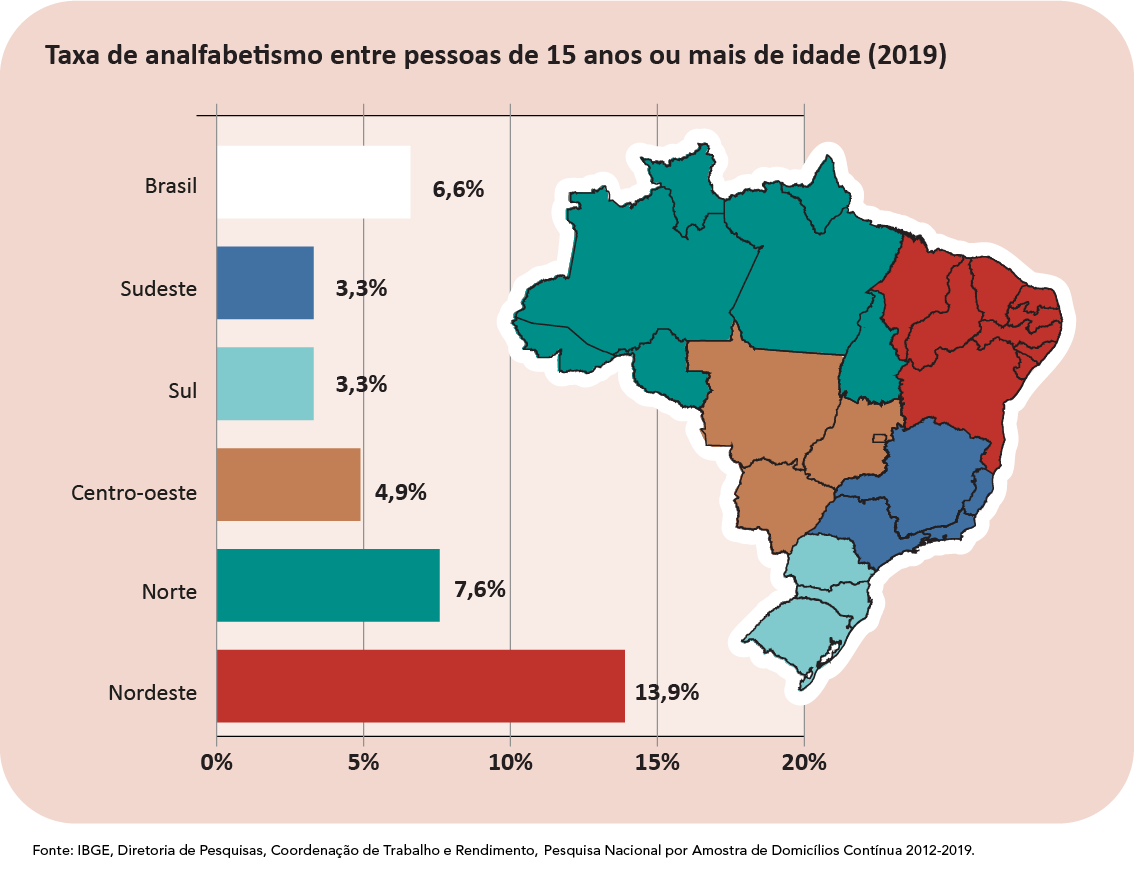 Taxa de analfabetismo entre pessoas de 15 anos ou mais de idade (2019)
Brasil 6,6%
Sudeste 3,3%
Sul 3,3%
Centro-oeste 4,9%
Norte 7,6%
Nordeste 13,9%
0% 5% 10% 15% 20%
Fonte: IBGE, Diretoria de Pesquisas, Coordenação de Trabalho e Rendimento, Pesquisa Nacional por Amostra de Domicílios Contínua 2012-2019.